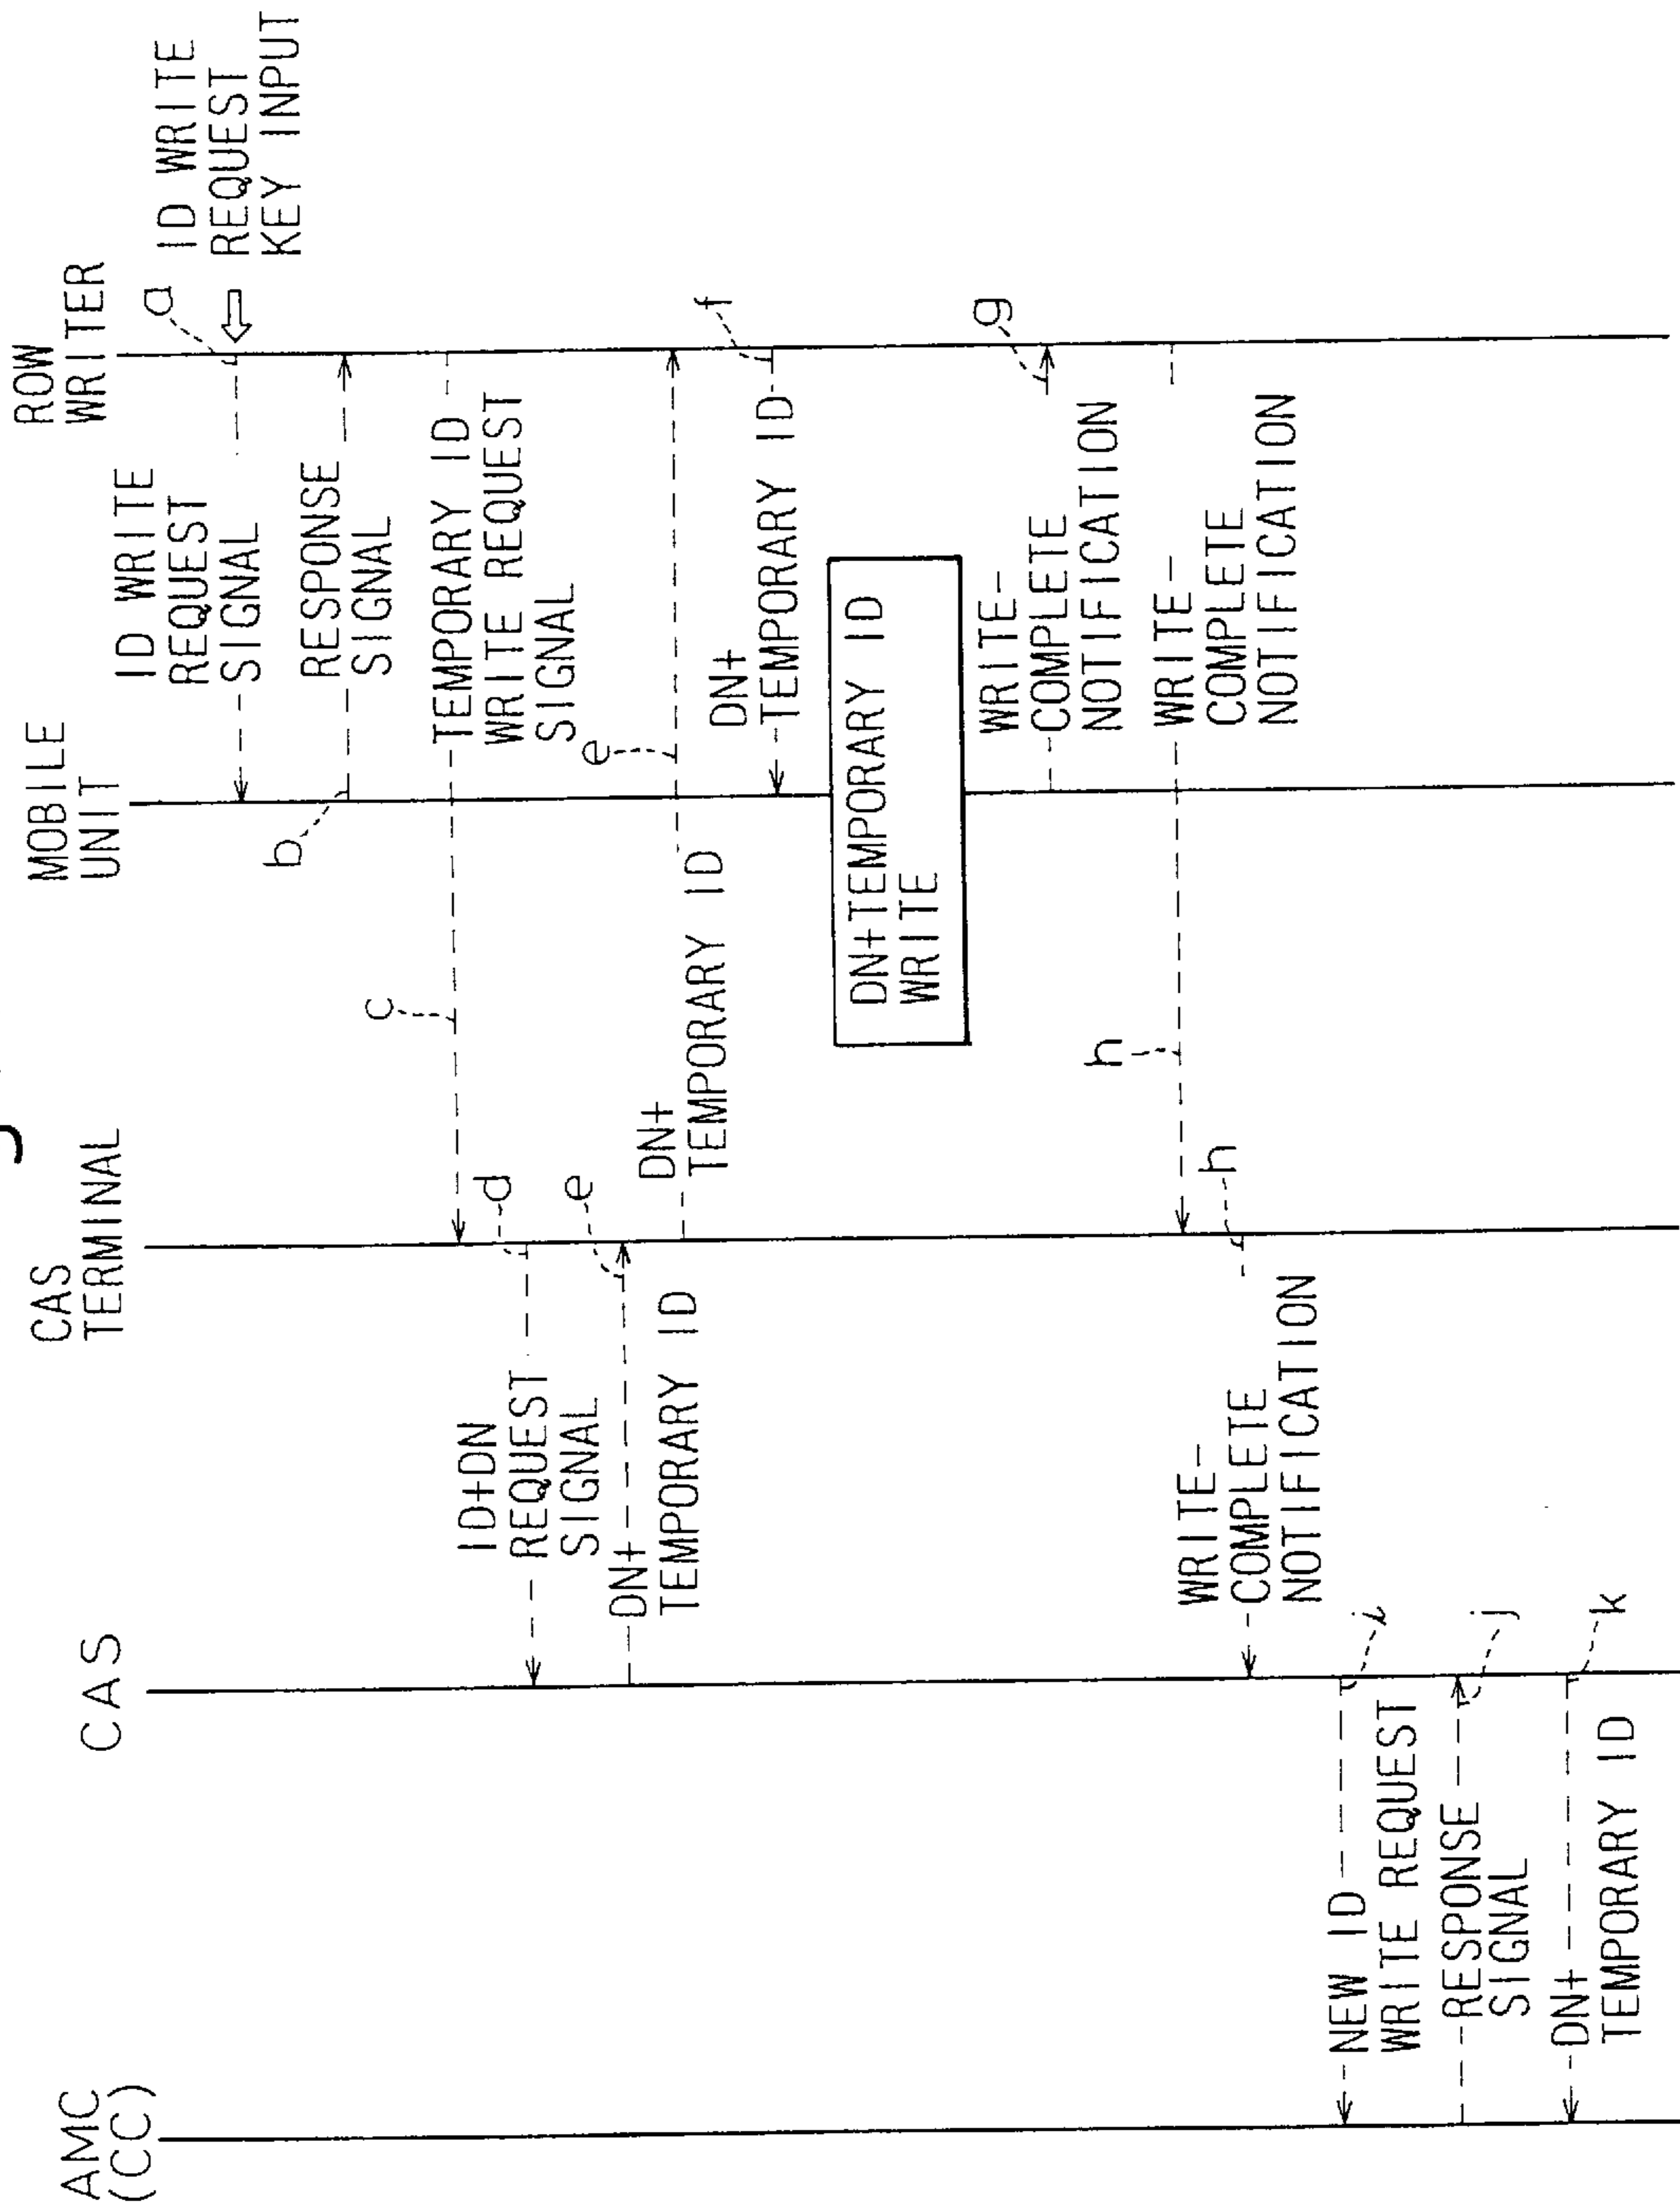 AMC
(CC)
CAS
CAS
TERMINAL
MOBILE
UNIT
ROW
WRITER
a
ID WRITE
REQUEST
KEY INPUT
ID WRITE
REQUEST
SIGNAL
b
RESPONSE
SIGNAL
c
TEMPORARY ID
WRITE REQUEST
SIGNAL
d
ID+DN
REQUEST
SIGNAL
e
DN+
TEMPORARY ID
DN+
TEMPORARY ID
e
f
DN+
TEMPORARY ID
DN+TEMPORARY ID
WRITE
g
WRITE-
COMPLETE
NOTIFICATION
h
WRITE-
COMPLETE
NOTIFICATION
h
WRITE-
COMPLETE
NOTIFICATION
i
NEW ID
WRITE REQUEST
j
RESPONSE
SIGNAL
k
DN+
TEMPORARY ID